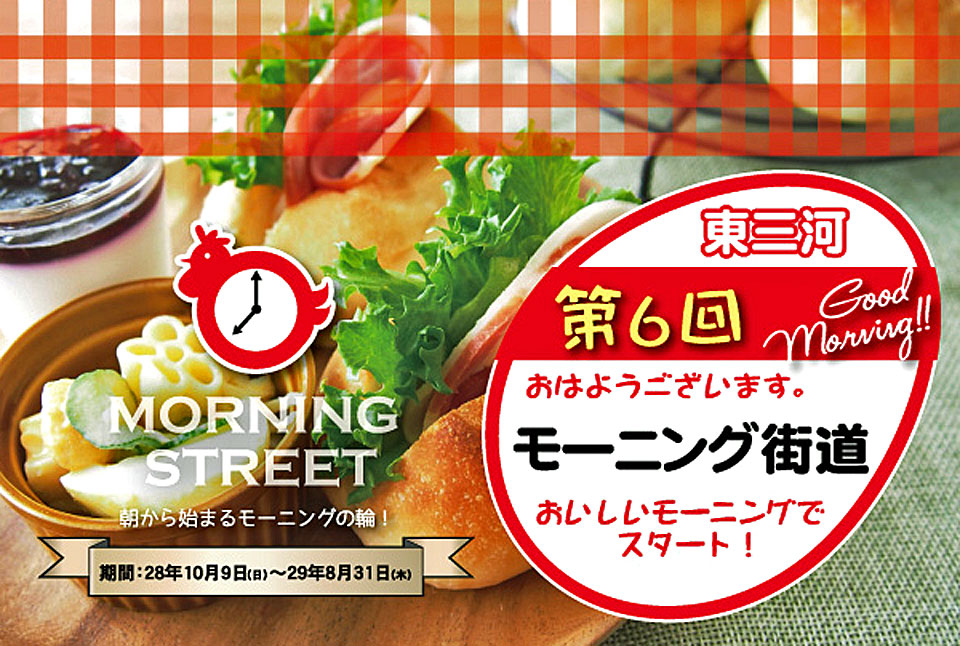 東三河
第6回
Good
Morning!!
おはようございます。
モーニング街道
おいしいモーニングで
スタート！
MORNING
STREET
朝から始まるモーニングの輪！
期間：28年10月9日(日)～29年8月31日(木)